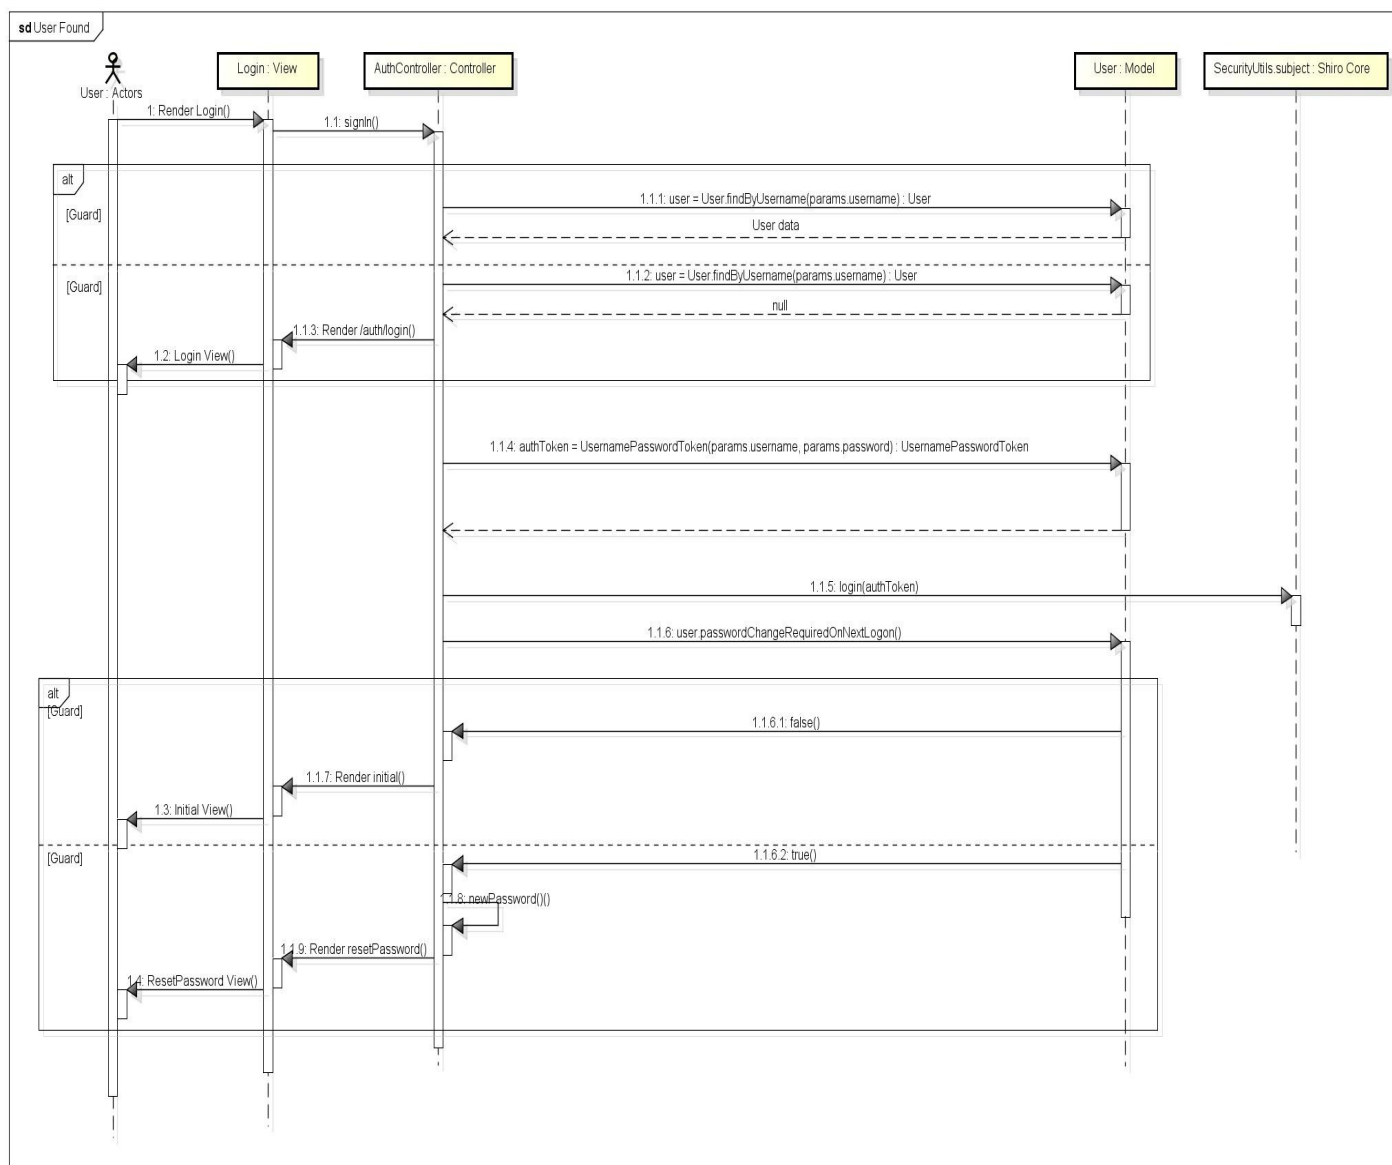 sd User Found
User : Actors
Login : View
AuthController : Controller
User : Model
SecurityUtils.subject : Shiro Core
1: Render Login()
1.1: signIn()
alt
[Guard]
1.1.1: user = User.findByUsername(params.username) : User
User data
[Guard]
1.1.2: user = User.findByUsername(params.username) : User
null
1.1.3: Render /auth/login()
1.2: Login View()
1.1.4: authToken = UsernamePasswordToken(params.username, params.password) : UsernamePasswordToken
1.1.5: login(authToken)
1.1.6: user.passwordChangeRequiredOnNextLogon()
alt
[Guard]
1.1.6.1: false()
1.1.7: Render initial()
1.3: Initial View()
[Guard]
1.1.6.2: true()
1.1.8: newPassword()()
1.1.9: Render resetPassword()
1.4: ResetPassword View()